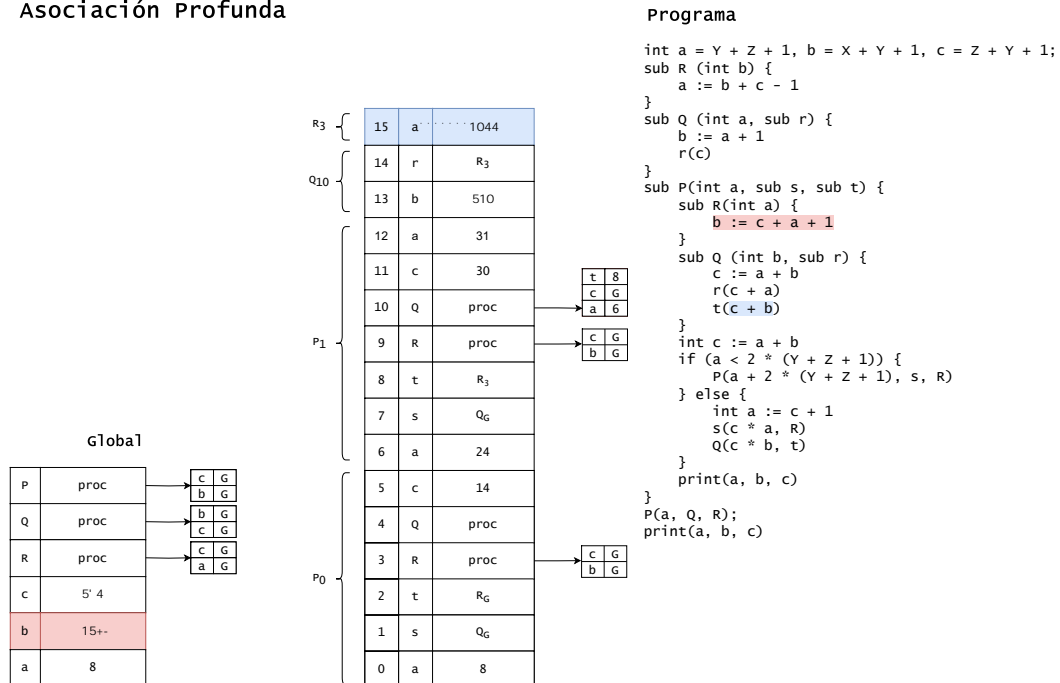 Asociación Profunda
Programa
int a = Y + Z + 1, b = X + Y + 1, c = Z + Y + 1;
sub R (int b) {
a := b + c - 1
}
sub Q (int a, sub r) {
b := a + 1
r(c)
}
sub P(int a, sub s, sub t) {
sub R(int a) {
b := c + a + 1
}
sub Q (int b, sub r) {
c := a + b
r(c + a)
t(c + b)
}
int c := a + b
if (a < 2 * (Y + Z + 1)) {
P(a + 2 * (Y + Z + 1), s, R)
} else {
int a := c + 1
s(c * a, R)
Q(c * b, t)
}
print(a, b, c)
}
P(a, Q, R);
print(a, b, c)
R3
15 a 1044
Q10
14 r R3
13 b 510
P1
12 a 31
11 c 30
10 Q proc
t 8
c G
a 6
9 R proc
c G
b G
8 t R3
7 s QG
6 a 24
P0
5 c 14
4 Q proc
3 R proc
c G
b G
2 t RG
1 s QG
0 a 8
Global
P proc
c G
b G
Q proc
b G
c G
R proc
c G
a G
c 5' 4
b 15+-
a 8